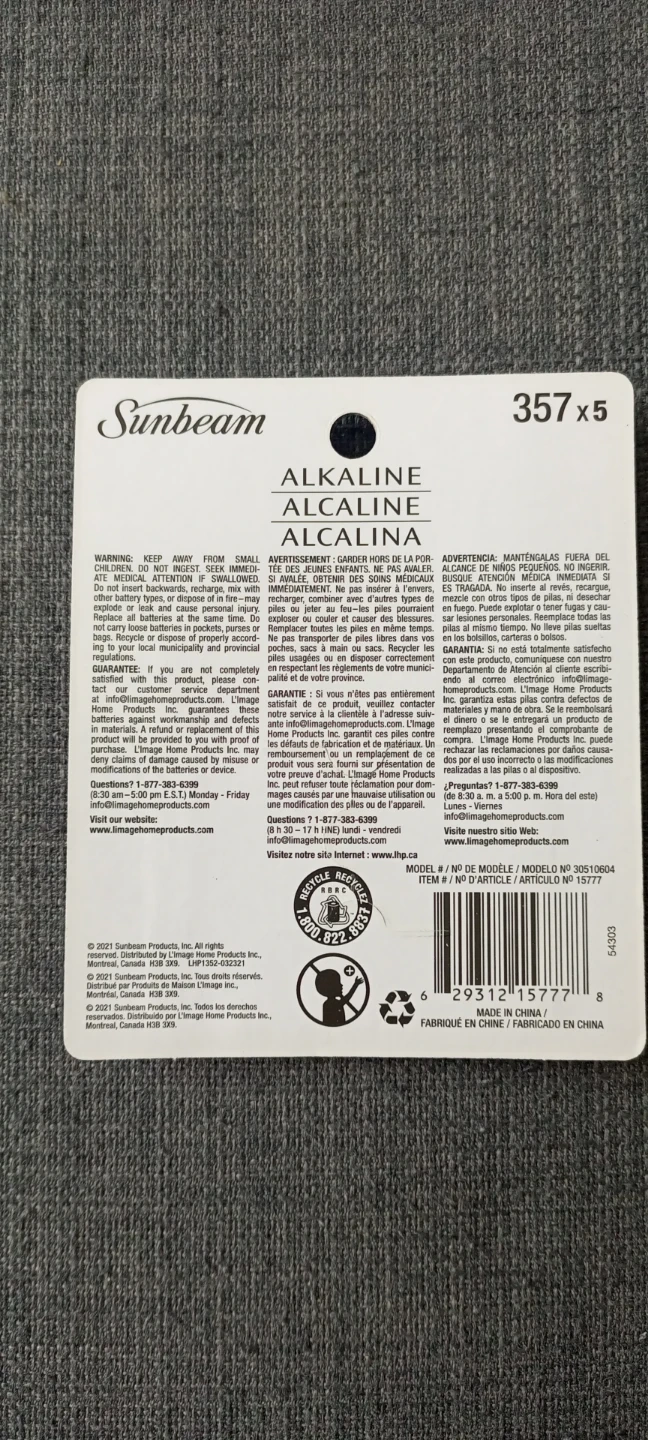 Sunbeam
357 x 5
ALKALINE
ALCALINE
ALCALINA
WARNING: KEEP AWAY FROM SMALL
CHILDREN. DO NOT INGEST. SEEK IMMEDI-
ATE MEDICAL ATTENTION IF SWALLOWED.
Do not insert backwards, recharge, mix with
other battery types, or dispose of in fire–may
explode or leak and cause personal injury.
Replace all batteries at the same time. Do
not carry loose batteries in pockets, purses or
bags. Recycle or dispose of properly accord-
ing to your local municipality and provincial
regulations.
GUARANTEE: If you are not completely
satisfied with this product, please con-
tact our customer service department
at info@limagehomeproducts.com. L'Image
Home Products Inc. guarantees these
batteries against workmanship and defects
in materials. A refund or replacement of this
product will be provided to you with proof of
purchase. L'Image Home Products Inc. may
deny claims of damage caused by misuse or
modifications of the batteries or device.
Questions? 1-877-383-6399
(8:30 am–5:00 pm E.S.T.) Monday - Friday
info@limagehomeproducts.com
Visit our website:
www.limagehomeproducts.com
AVERTISSEMENT : GARDER HORS DE LA POR-
TÉE DES JEUNES ENFANTS. NE PAS AVALER.
SI AVALÉE, OBTENIR DES SOINS MÉDICAUX
IMMÉDIATEMENT. Ne pas insérer à l'envers,
recharger, combiner avec d'autres types de
piles ou jeter au feu–les piles pourraient
exploser ou couler et causer des blessures.
Remplacer toutes les piles en même temps.
Ne pas transporter de piles libres dans vos
poches, sacs à main ou sacs. Recycler les
piles usagées ou en disposer correctement
en respectant les règlements de votre munici-
palité et de votre province.
GARANTIE : Si vous n'êtes pas entièrement
satisfait de ce produit, veuillez contacter
notre service à la clientèle à l'adresse suiv-
ante info@limagehomeproducts.com. L'Image
Home Products Inc. garantit ces piles contre
les défauts de fabrication et de matériaux. Un
remboursement ou un remplacement de ce
produit vous sera fourni sur présentation de
votre preuve d'achat. L'Image Home Products
Inc. peut refuser toute réclamation pour dom-
mages causés par une mauvaise utilisation ou
une modification des piles ou de l'appareil.
Questions ? 1-877-383-6399
(8 h 30 – 17 h HNE) lundi - vendredi
info@limagehomeproducts.com
Visitez notre site Internet : www.lhp.ca
ADVERTENCIA: MANTÉNGALAS FUERA DEL
ALCANCE DE NIÑOS PEQUEÑOS. NO INGERIR.
BUSQUE ATENCIÓN MÉDICA INMEDIATA SI
ES TRAGADA. No inserte al revés, recargue,
mezcle con otros tipos de pilas, ni desechar
en fuego. Puede explotar o tener fugas y cau-
sar lesiones personales. Reemplace todas las
pilas al mismo tiempo. No lleve pilas sueltas
en los bolsillos, carteras o bolsos.
GARANTIA: Si no está totalmente satisfecho
con este producto, comuníquese con nuestro
Departamento de Atención al cliente escribi-
endo al correo electrónico info@limage-
homeproducts.com. L'Image Home Products
Inc. garantiza estas pilas contra defectos de
materiales y mano de obra. Se le reembolsará
el dinero o se le entregará un producto de
reemplazo presentando el comprobante de
compra. L'Image Home Products Inc. puede
rechazar las reclamaciones por daños causa-
dos por el uso incorrecto o las modificaciones
realizadas a las pilas o al dispositivo.
¿Preguntas? 1-877-383-6399
(de 8:30 a. m. a 5:00 p. m. Hora del este)
Lunes - Viernes
info@limagehomeproducts.com
Visite nuestro sitio Web:
www.limagehomeproducts.com
MODEL # / Nº DE MODÈLE / MODELO Nº 30510604
ITEM # / Nº D'ARTICLE / ARTÍCULO Nº 15777
RECYCLE RECYCLEZ
RBRC
1.800.822.8837
54303
6 29312 15777 8
MADE IN CHINA /
FABRIQUÉ EN CHINE / FABRICADO EN CHINA
© 2021 Sunbeam Products, Inc. All rights
reserved. Distributed by L'Image Home Products Inc.,
Montreal, Canada H3B 3X9. LHP1352-032321
© 2021 Sunbeam Products, Inc. Tous droits réservés.
Distribué par Produits de Maison L'Image Inc.,
Montréal, Canada H3B 3X9.
© 2021 Sunbeam Products, Inc. Todos los derechos
reservados. Distribuido por L'Image Home Products Inc.,
Montreal, Canada H3B 3X9.